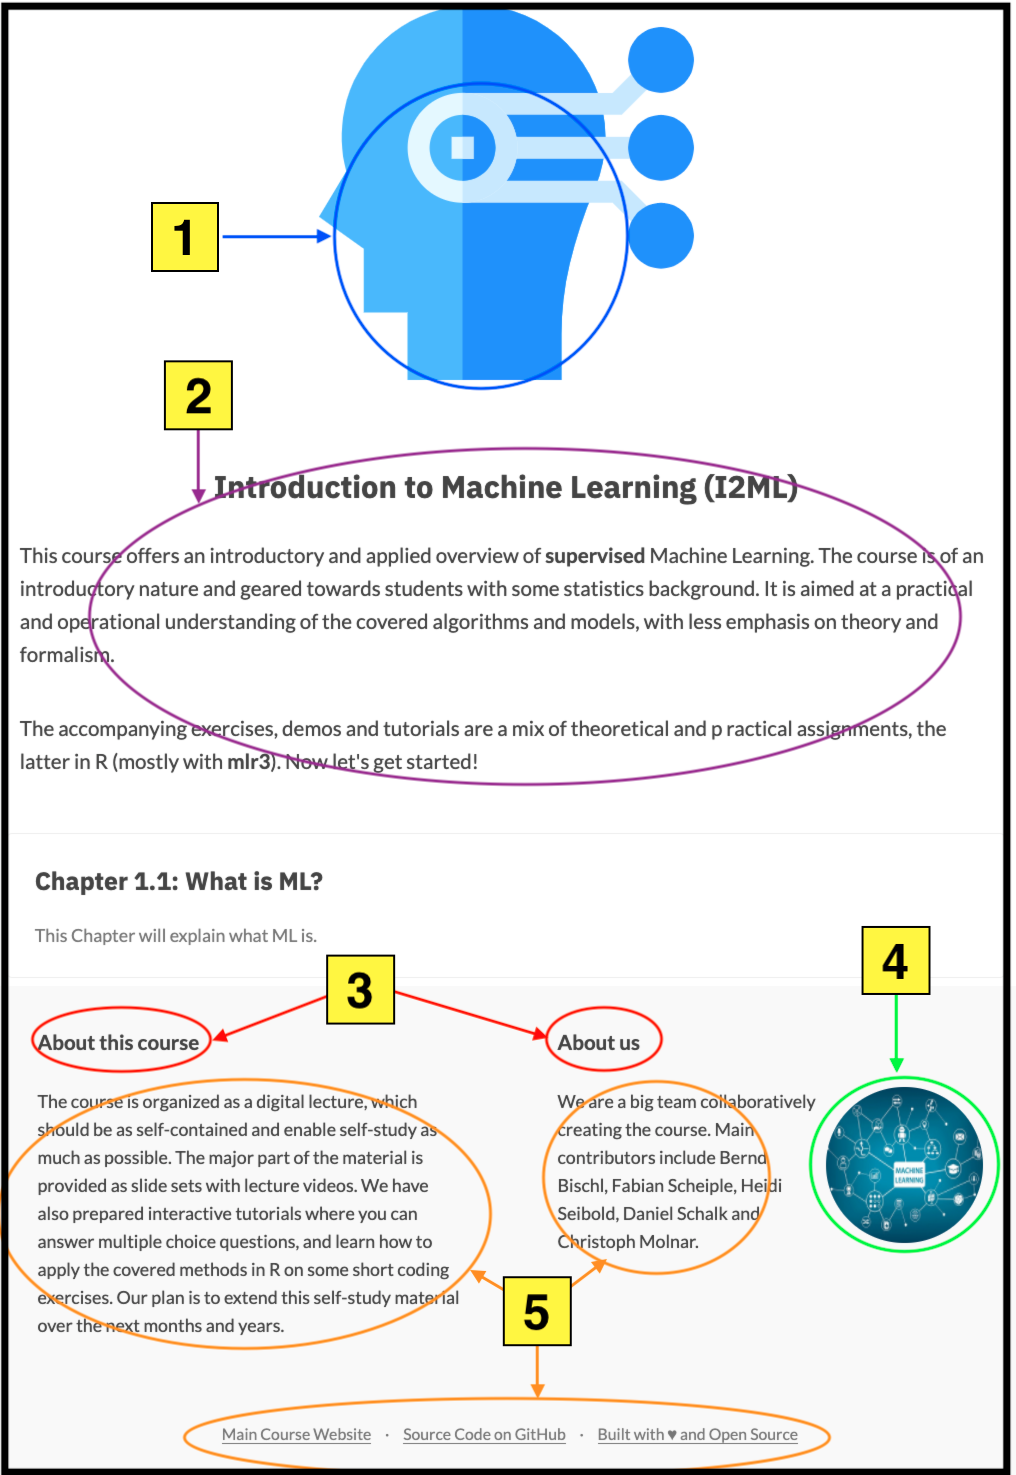 1
2
Introduction to Machine Learning (I2ML)
This course offers an introductory and applied overview of supervised Machine Learning. The course is of an
introductory nature and geared towards students with some statistics background. It is aimed at a practical
and operational understanding of the covered algorithms and models, with less emphasis on theory and
formalism.
The accompanying exercises, demos and tutorials are a mix of theoretical and p ractical assignments, the
latter in R (mostly with mlr3). Now let's get started!
Chapter 1.1: What is ML?
This Chapter will explain what ML is.
3
4
About this course
The course is organized as a digital lecture, which
should be as self-contained and enable self-study as
much as possible. The major part of the material is
provided as slide sets with lecture videos. We have
also prepared interactive tutorials where you can
answer multiple choice questions, and learn how to
apply the covered methods in R on some short coding
exercises. Our plan is to extend this self-study material
over the next months and years.
About us
We are a big team collaboratively
creating the course. Main
contributors include Bernd
Bischl, Fabian Scheiple, Heidi
Seibold, Daniel Schalk and
Christoph Molnar.
MACHINE
LEARNING
5
Main Course Website · Source Code on GitHub · Built with ♥ and Open Source